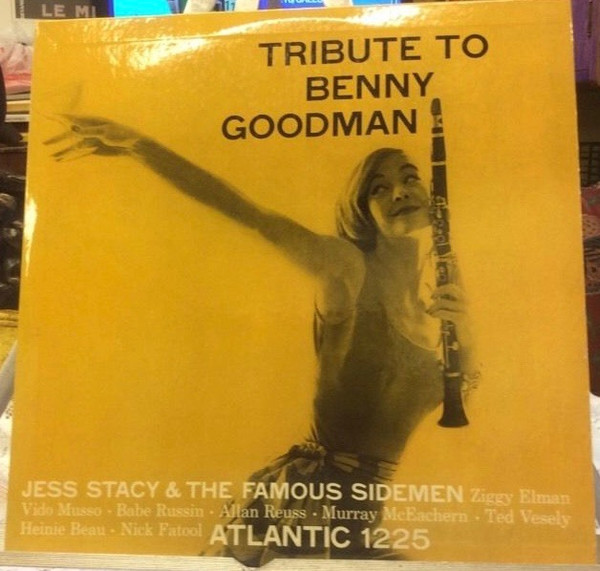 LE MI
TRIBUTE TO
BENNY
GOODMAN
JESS STACY & THE FAMOUS SIDEMEN Ziggy Elman
Vido Musso · Babe Russin · Allan Reuss · Murray McEachern · Ted Vesely
Heinie Beau · Nick Fatool ATLANTIC 1225